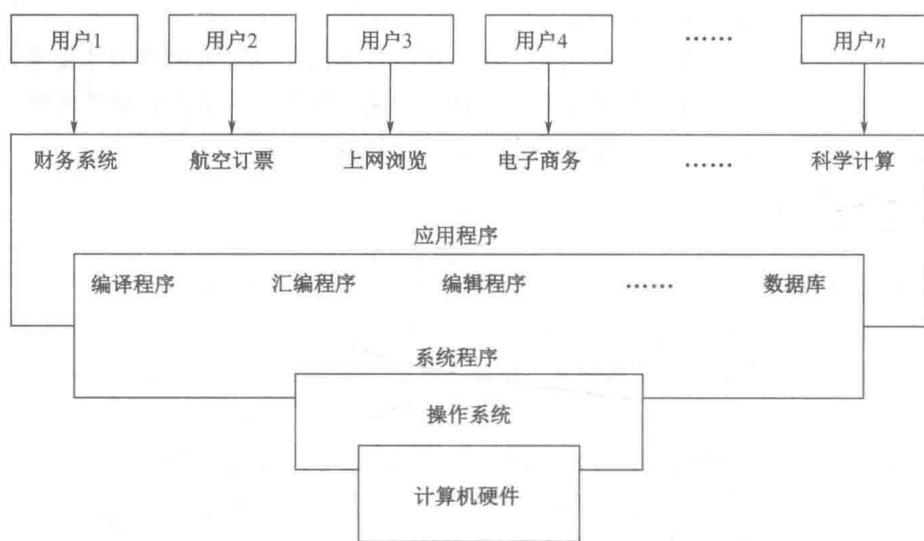 用户1 用户2 用户3 用户4 …… 用户n
财务系统 航空订票 上网浏览 电子商务 …… 科学计算
应用程序
编译程序 汇编程序 编辑程序 …… 数据库
系统程序
操作系统
计算机硬件